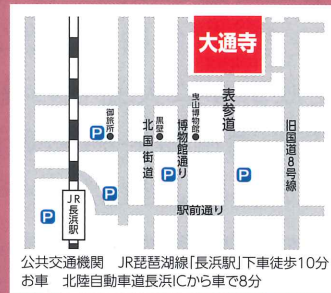 大通寺
表参道
旧国道8号線
曳山博物館
博物館通り
黒壁
北国街道
御旅所
P
P
P
P
JR長浜駅
駅前通り
公共交通機関 JR琵琶湖線「長浜駅」下車徒歩10分
お車 北陸自動車道長浜ICから車で8分